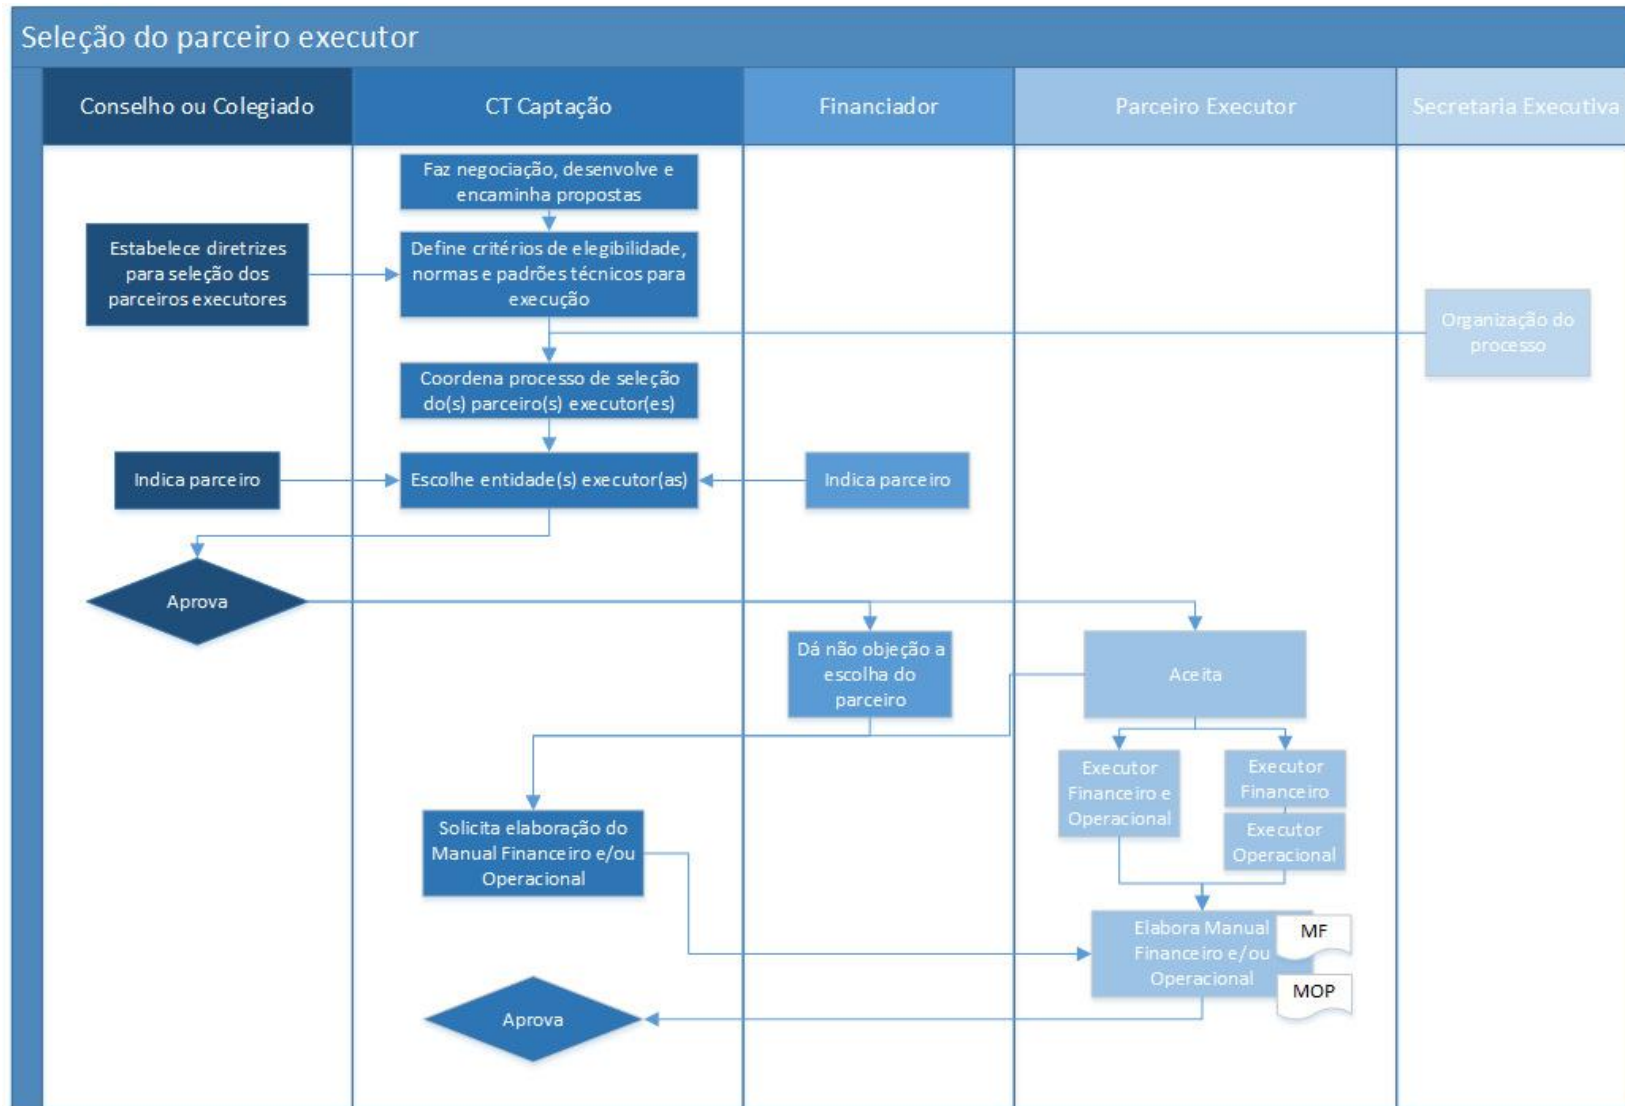 Seleção do parceiro executor
Conselho ou Colegiado
CT Captação
Financiador
Parceiro Executor
Secretaria Executiva
Faz negociação, desenvolve e
encaminha propostas
Estabelece diretrizes
para seleção dos
parceiros executores
Define critérios de elegibilidade,
normas e padrões técnicos para
execução
Organização do
processo
Coordena processo de seleção
do(s) parceiro(s) executor(es)
Indica parceiro
Escolhe entidade(s) executor(as)
Indica parceiro
Aprova
Dá não objeção a
escolha do
parceiro
Aceita
Executor
Financeiro e
Operacional
Executor
Financeiro
Executor
Operacional
Solicita elaboração do
Manual Financeiro e/ou
Operacional
Elabora Manual
Financeiro e/ou
Operacional
MF
MOP
Aprova